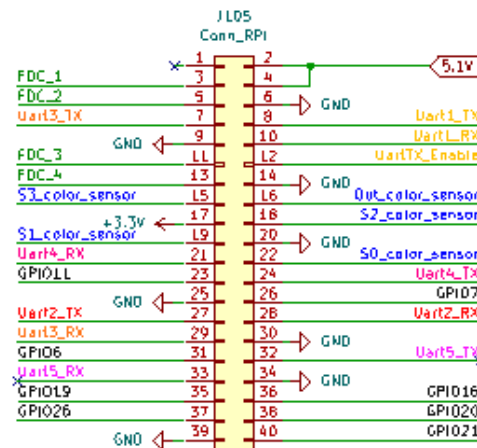 J105
Conn_RPi
1 2 5.1V
FDC_1 3 4
FDC_2 5 6 GND
Uart3_TX 7 8 Uart1_TX
GND 9 10 Uart1_RX
FDC_3 11 12 UartTX_Enable
FDC_4 13 14 GND
S3_color_sensor 15 16 Out_color_sensor
+3.3V 17 18 S2_color_sensor
S1_color_sensor 19 20 GND
Uart4_RX 21 22 S0_color_sensor
GPIO11 23 24 Uart4_TX
GND 25 26 GPIO7
Uart2_TX 27 28 Uart2_RX
Uart3_RX 29 30 GND
GPIO6 31 32 Uart5_TX
Uart5_RX 33 34 GND
GPIO19 35 36 GPIO16
GPIO26 37 38 GPIO20
GND 39 40 GPIO21